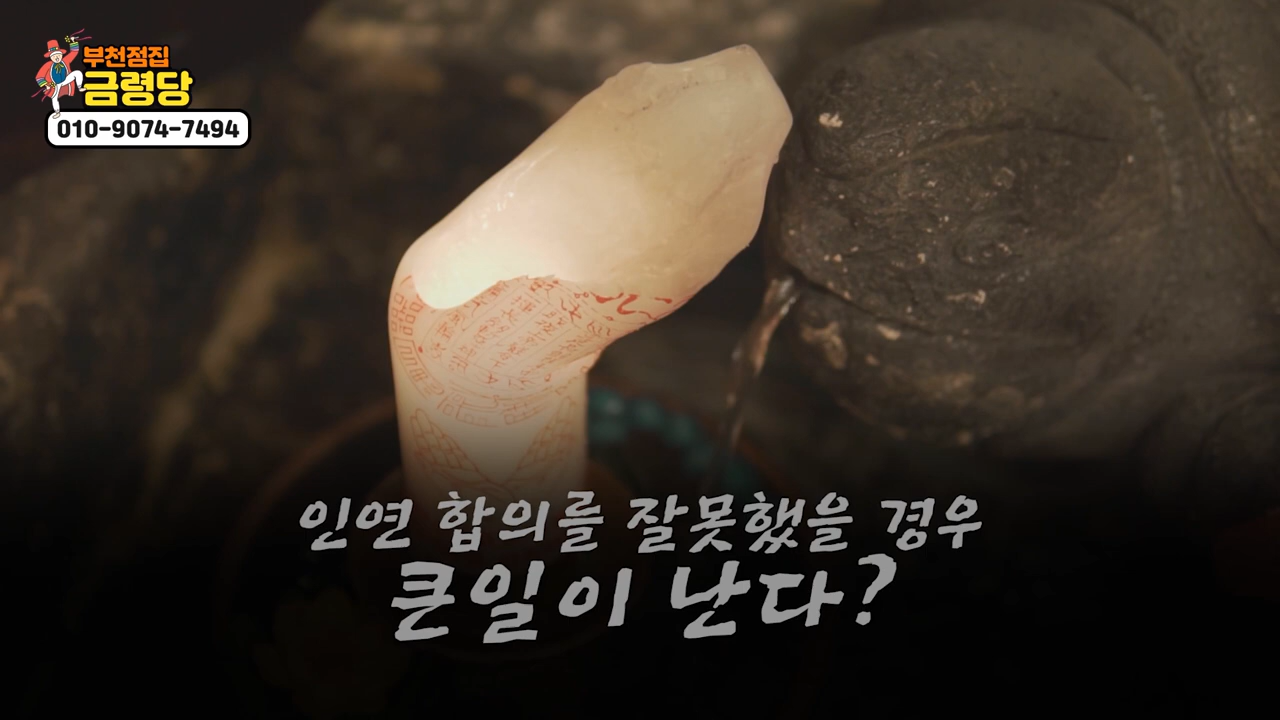 부천점집
금령당
010-9074-7494
인연 합의를 잘못했을 경우
큰일이 난다?